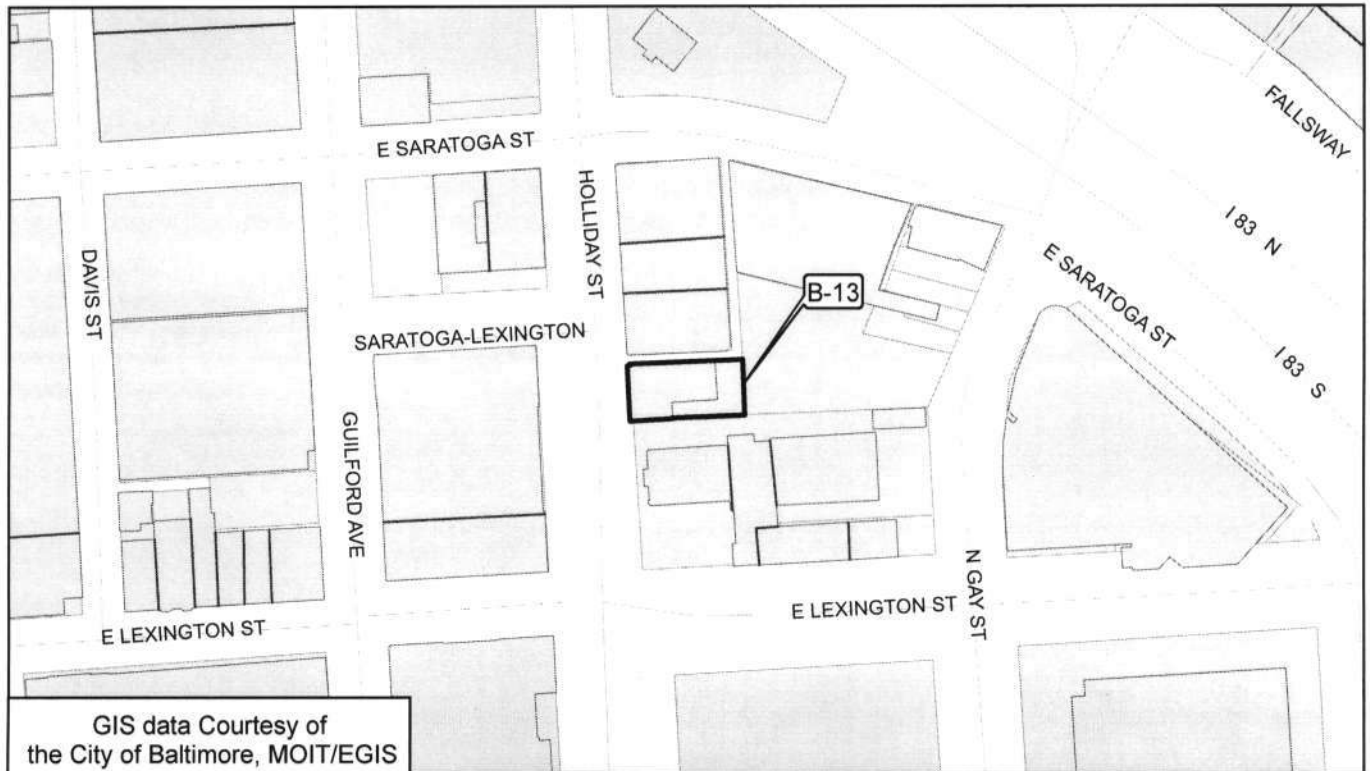 FALLSWAY
E SARATOGA ST
HOLLIDAY ST
I 83 N
DAVIS ST
E SARATOGA ST
B-13
SARATOGA-LEXINGTON
I 83 S
GUILFORD AVE
N GAY ST
E LEXINGTON ST
E LEXINGTON ST
GIS data Courtesy of
the City of Baltimore, MOIT/EGIS